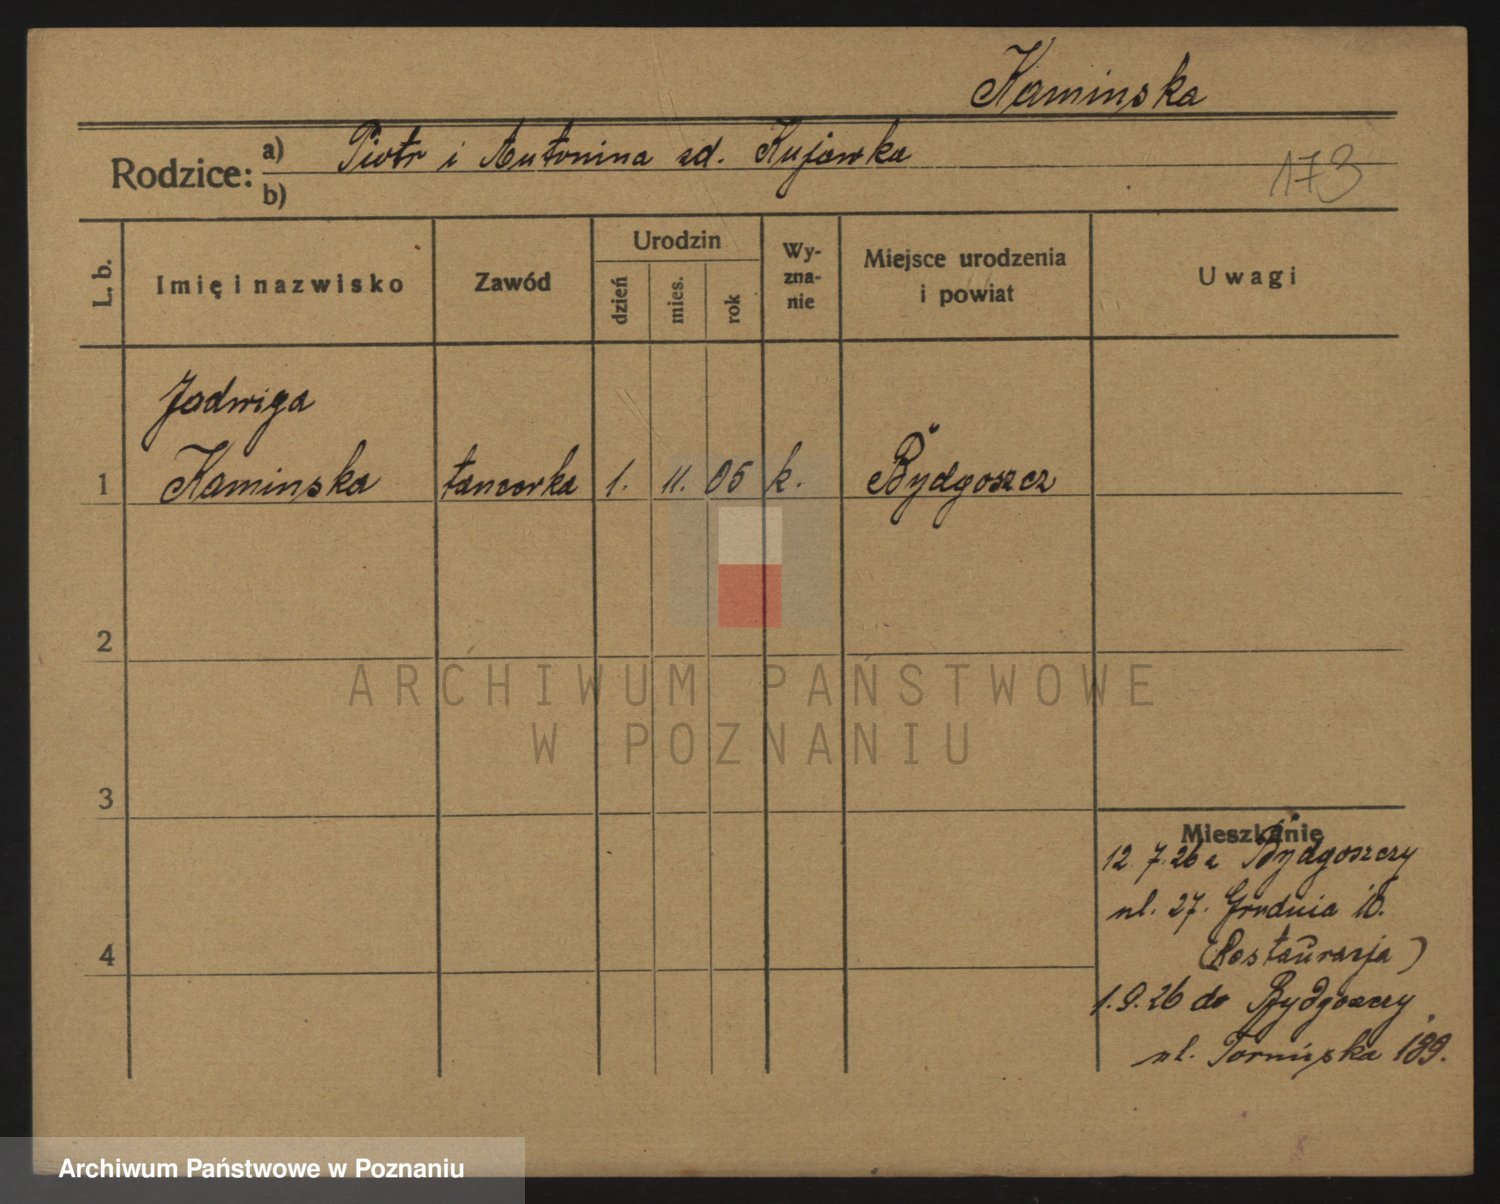 Kaminska
Rodzice: a) Piotr i Antonina zd. Kujawka
b)
173
L. b. Imię i nazwisko Zawód Urodzin dzień mies. rok Wy-zna-nie Miejsce urodzenia i powiat Uwagi
Jadwiga
1 Kaminska tancerka 1. 11. 05 k. Bydgoszcz
2
ARCHIWUM PAŃSTWOWE
W POZNANIU
3
Mieszkanie
12.7.26 z Bydgoszczy
ul. 27. Grudnia 18.
(Restauracja)
4
1.9.26 do Bydgoszczy
ul. Toruńska 189.
Archiwum Państwowe w Poznaniu